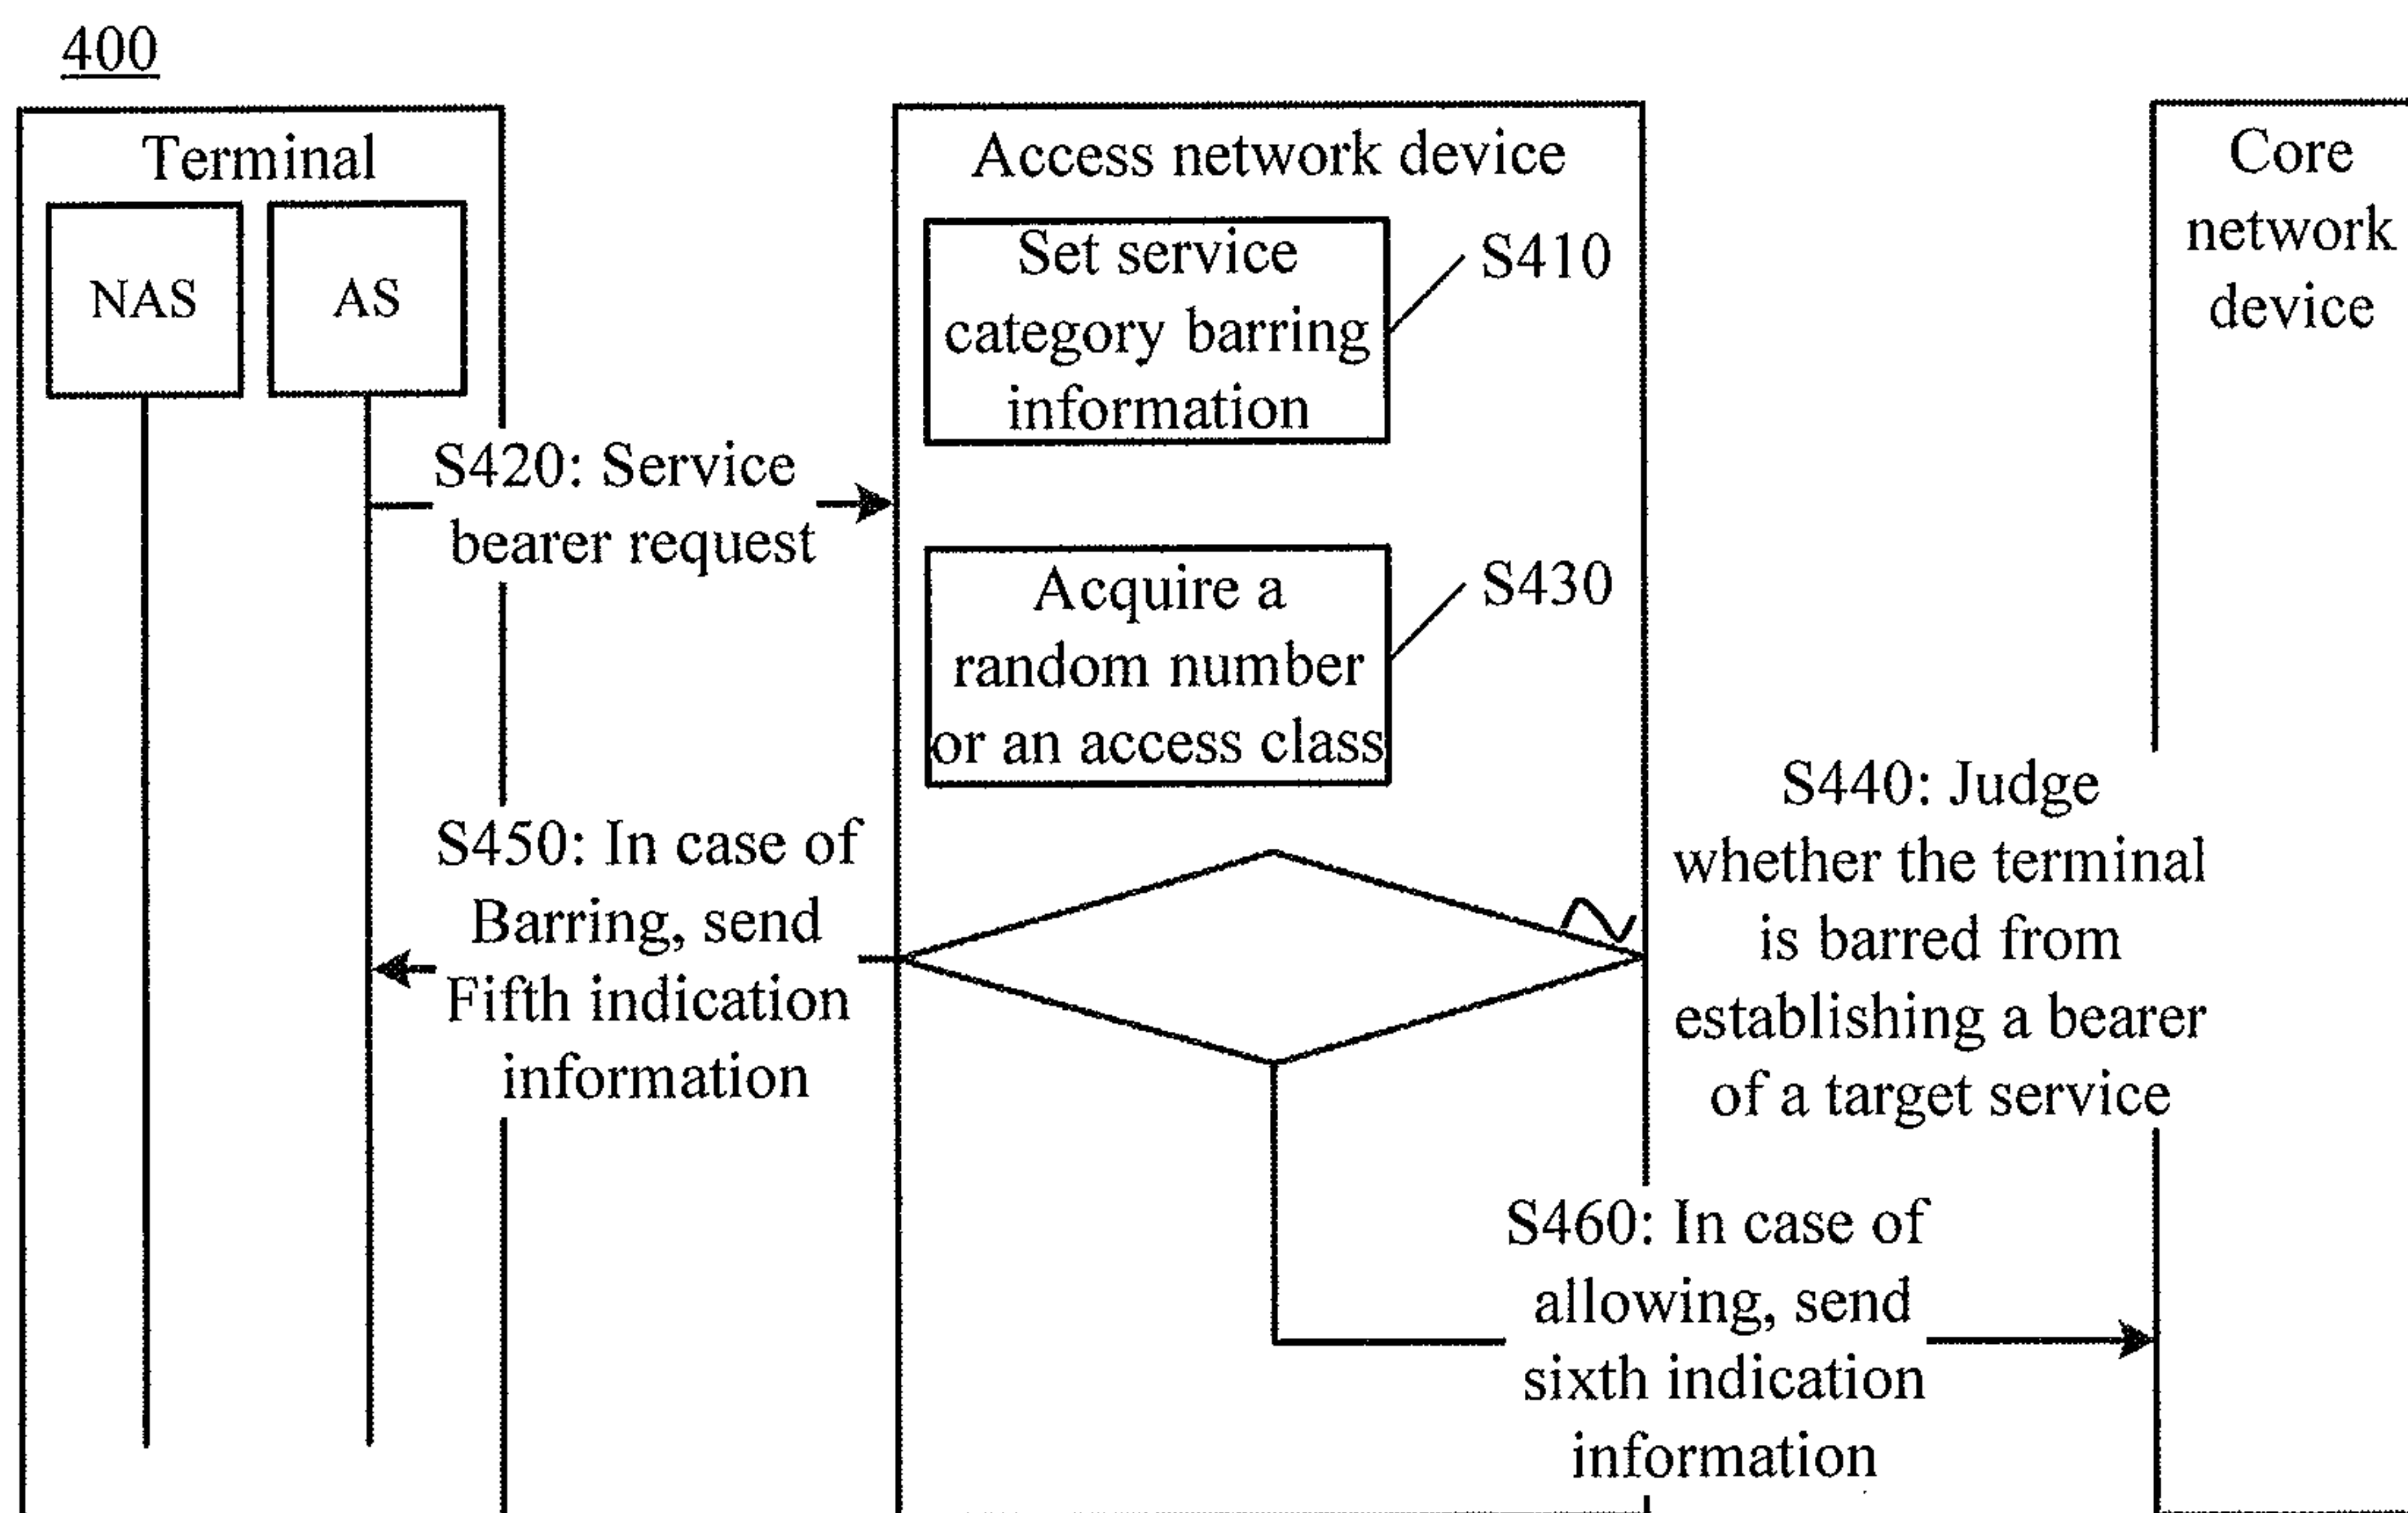 400
Terminal
NAS
AS
Access network device
Set service
category barring
information
S410
Core
network
device
S420: Service
bearer request
Acquire a
random number
or an access class
S430
S440: Judge
whether the terminal
is barred from
establishing a bearer
of a target service
S450: In case of
Barring, send
Fifth indication
information
S460: In case of
allowing, send
sixth indication
information